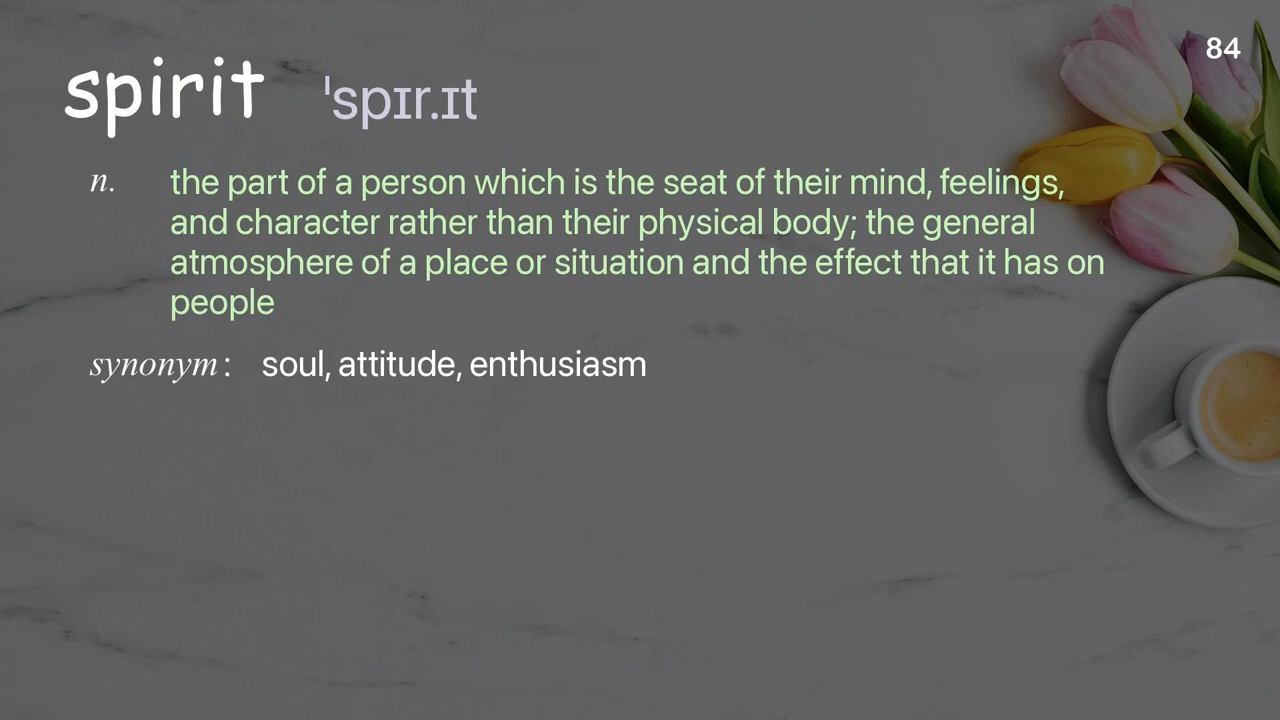 84
spirit ˈspɪr.ɪt
n. the part of a person which is the seat of their mind, feelings,
and character rather than their physical body; the general
atmosphere of a place or situation and the effect that it has on
people
synonym: soul, attitude, enthusiasm